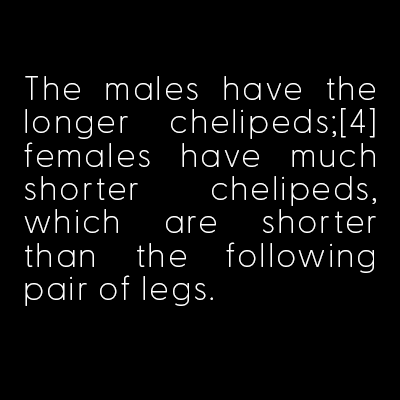 The males have the
longer chelipeds;[4]
females have much
shorter chelipeds,
which are shorter
than the following
pair of legs.